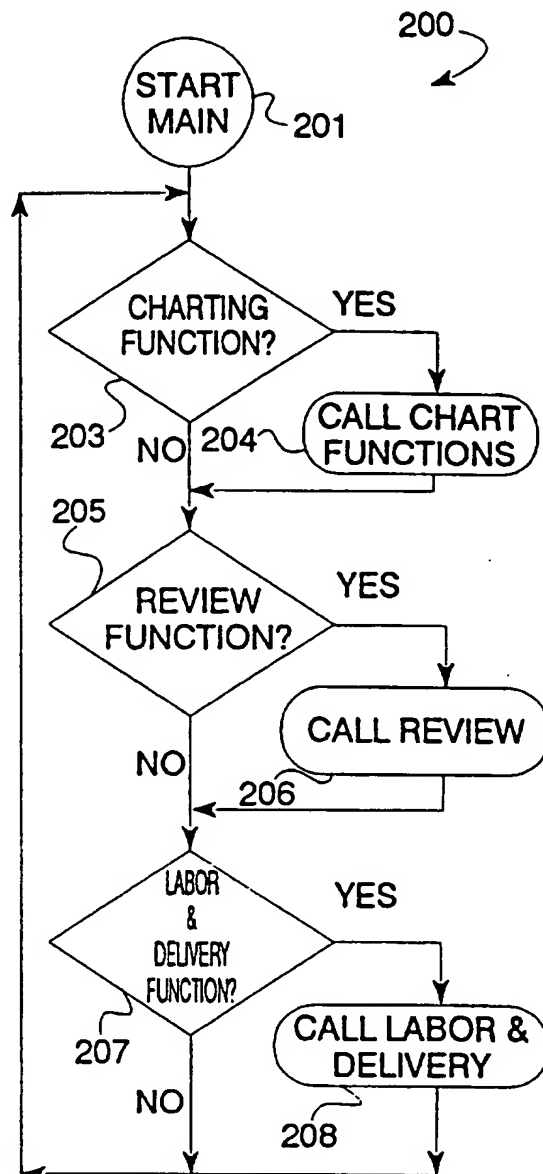 200
START
MAIN
201
CHARTING
FUNCTION?
YES
203
NO
204
CALL CHART
FUNCTIONS
205
REVIEW
FUNCTION?
YES
CALL REVIEW
NO
206
LABOR
&
DELIVERY
FUNCTION?
YES
207
CALL LABOR &
DELIVERY
NO
208